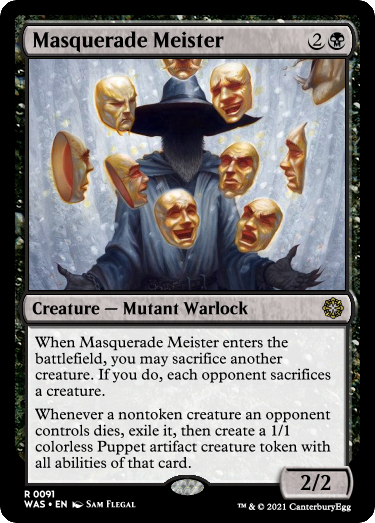 Masquerade Meister 2
Creature — Mutant Warlock
When Masquerade Meister enters the
battlefield, you may sacrifice another
creature. If you do, each opponent sacrifices
a creature.
Whenever a nontoken creature an opponent
controls dies, exile it, then create a 1/1
colorless Puppet artifact creature token with
all abilities of that card.
2/2
R 0091
WAS • EN Sam Flegal
™ & © 2021 CanterburyEgg